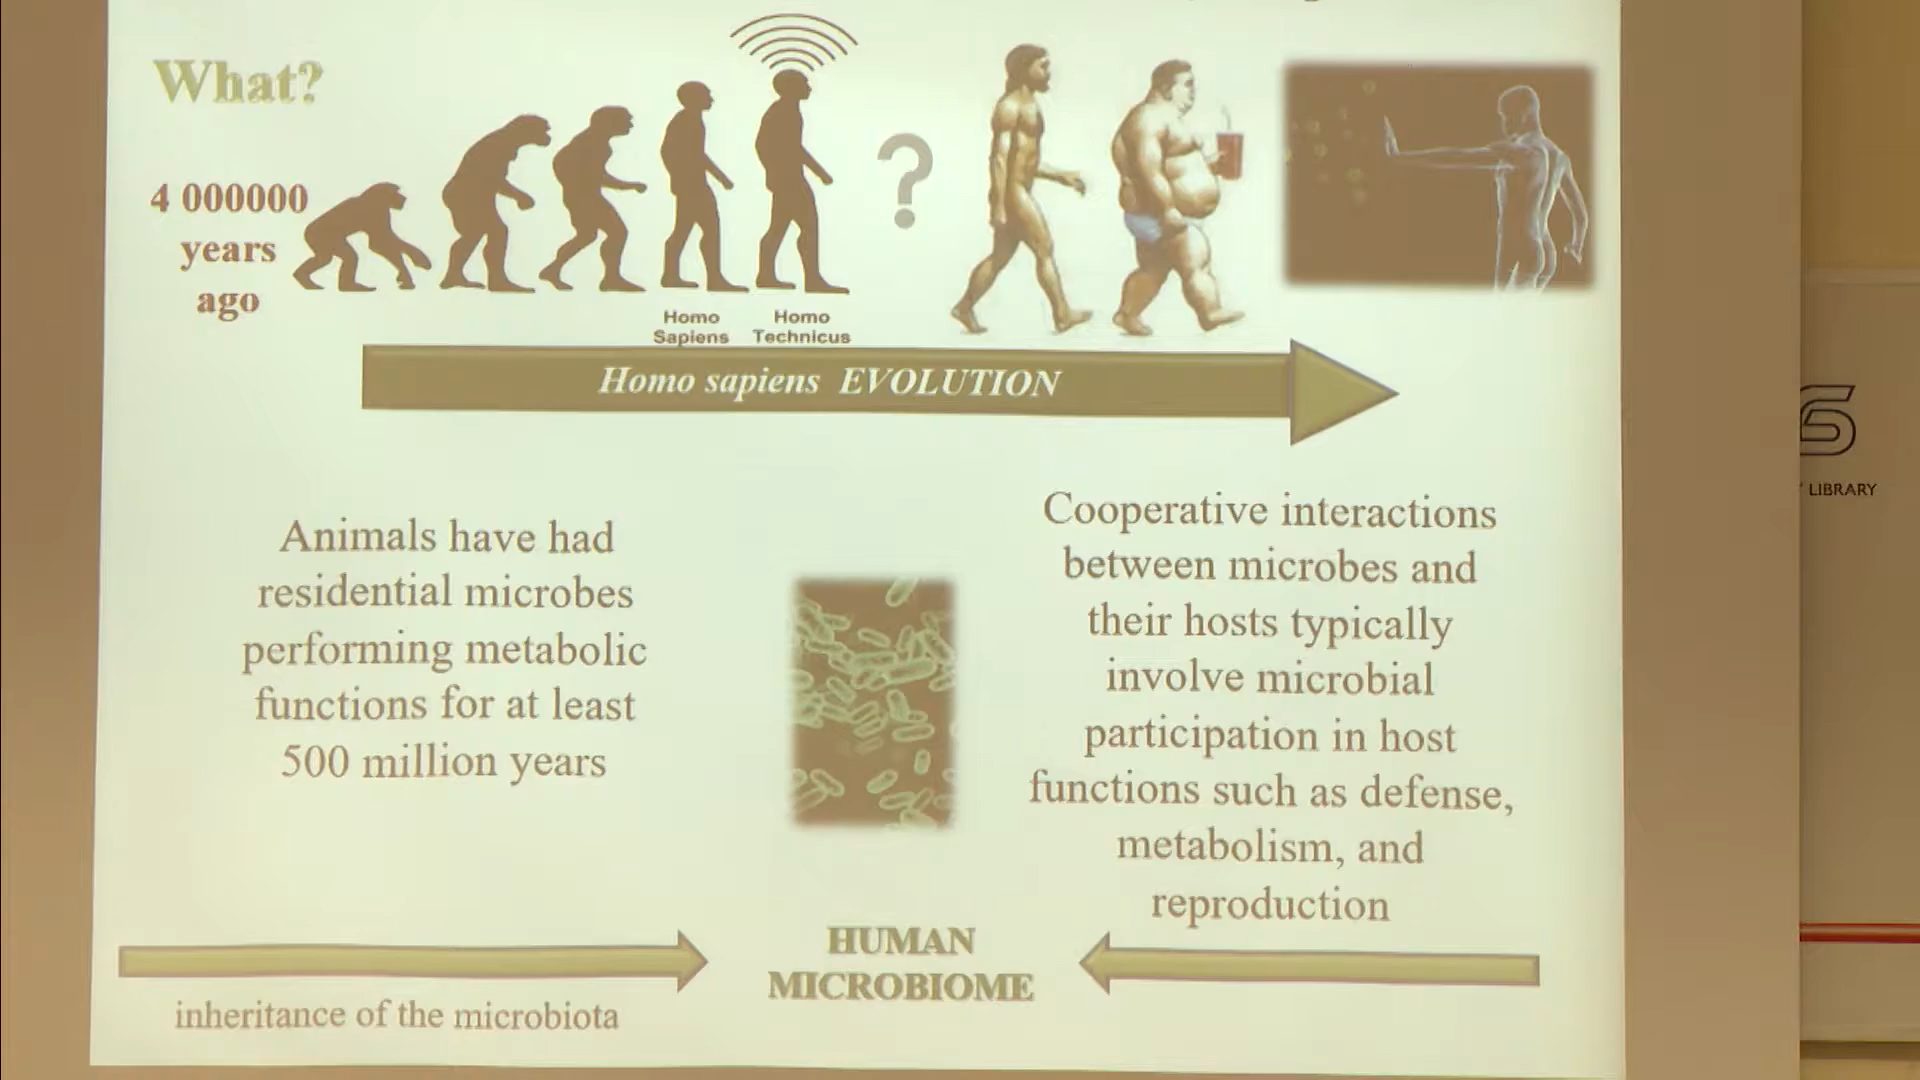 What?
4 000000
years
ago
?
Homo
Sapiens
Homo
Technicus
Homo sapiens EVOLUTION
Animals have had
residential microbes
performing metabolic
functions for at least
500 million years
Cooperative interactions
between microbes and
their hosts typically
involve microbial
participation in host
functions such as defense,
metabolism, and
reproduction
HUMAN
MICROBIOME
inheritance of the microbiota
LIBRARY